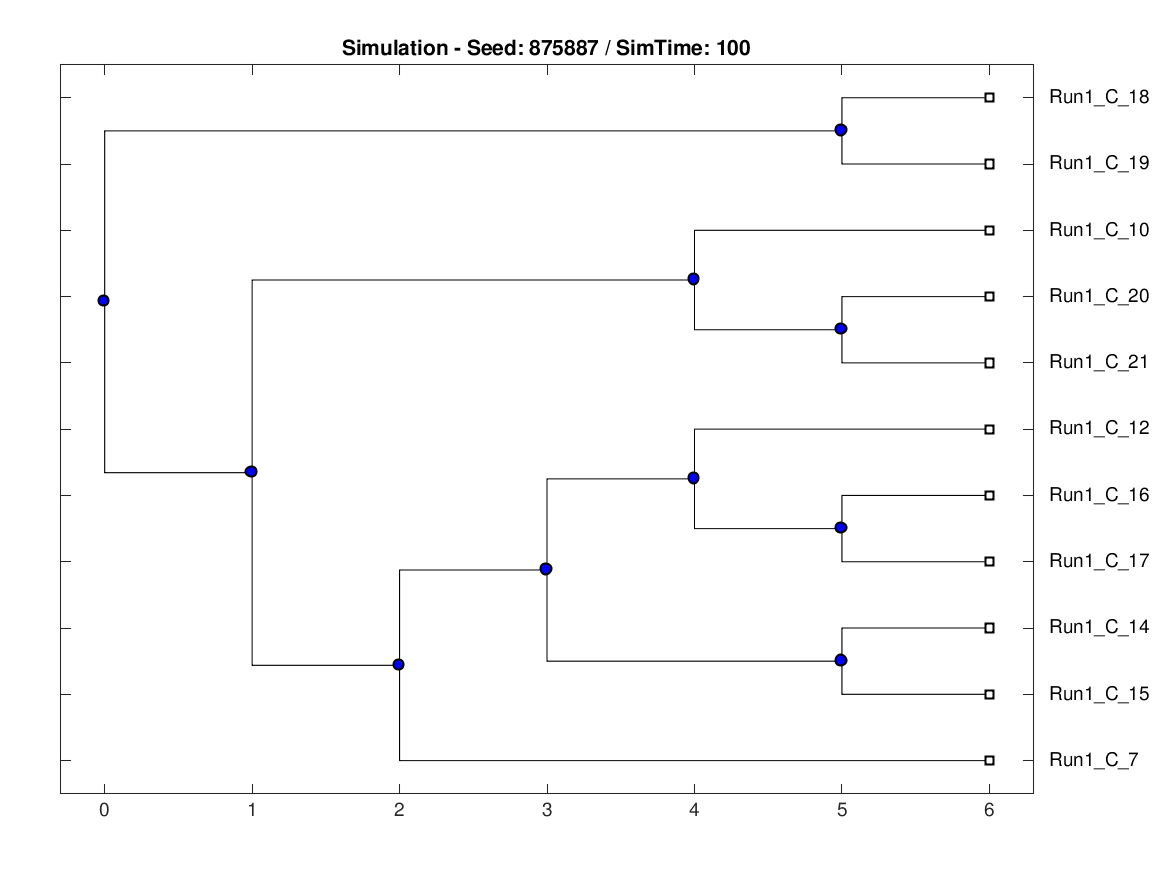 Simulation - Seed: 875887 / SimTime: 100
Run1_C_18
Run1_C_19
Run1_C_10
Run1_C_20
Run1_C_21
Run1_C_12
Run1_C_16
Run1_C_17
Run1_C_14
Run1_C_15
Run1_C_7
0 1 2 3 4 5 6